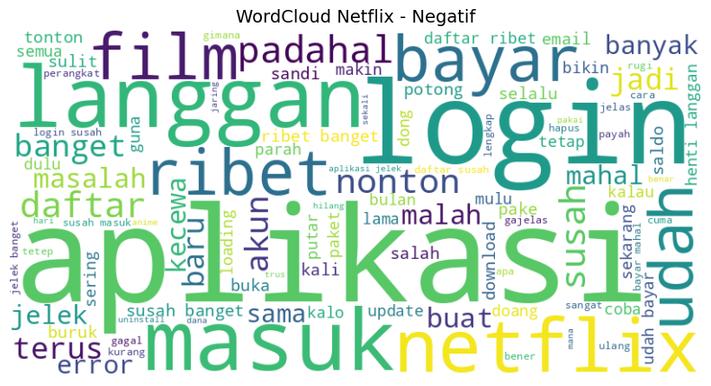 WordCloud Netflix - Negatif
tonton
semua
sulit
perangkat
film
gimana
padahal
sandi
makin
daftar ribet
email
bayar
banyak
bikin
rugi
potong
selalu
jadi
cara
langgan
jaring
sekali
login
login susah
guna
banget
ribet banget
dong
lengkap
jelas
pakai
hapus
payah
tetap
saldo
henti langgan
parah
dulu
masalah
ribet
aplikasi jelek
daftar susah
nonton
mahal
kalau
benar
daftar
kecewa
baru
loading
akun
hilang
bulan
pake
mulu
susah
cuma
hari
susah masuk
anime
putar
paket
lama
malah
gajelas
download
sekarang
bayar mahal
udah
jelek banget
tetep
sering
aplikasi
buka
kali
salah
trus
apa
udah bayar
jelek
susah banget
sama
kalo
update
buat
doang
sangat
coba
buruk
uninstall
dana
masuk
netflix
terus
gagal
kurang
error
bener
mana
ulang